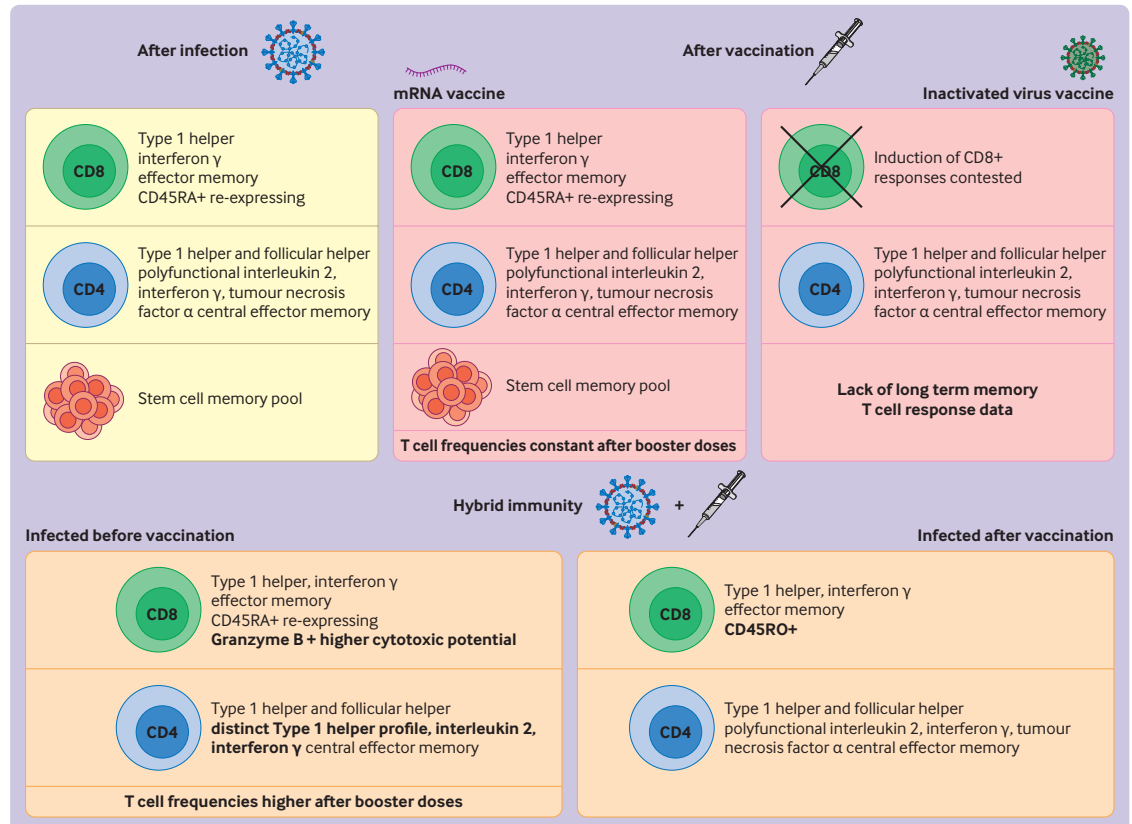 After infection
After vaccination
mRNA vaccine
Inactivated virus vaccine
CD8
Type 1 helper
interferon γ
effector memory
CD45RA+ re-expressing
CD4
Type 1 helper and follicular helper
polyfunctional interleukin 2,
interferon γ, tumour necrosis
factor α central effector memory
Stem cell memory pool
CD8
Type 1 helper
interferon γ
effector memory
CD45RA+ re-expressing
CD4
Type 1 helper and follicular helper
polyfunctional interleukin 2,
interferon γ, tumour necrosis
factor α central effector memory
Stem cell memory pool
T cell frequencies constant after booster doses
CD8
Induction of CD8+
responses contested
CD4
Type 1 helper and follicular helper
polyfunctional interleukin 2,
interferon γ, tumour necrosis
factor α central effector memory
Lack of long term memory
T cell response data
Hybrid immunity
+
Infected before vaccination
Infected after vaccination
CD8
Type 1 helper, interferon γ
effector memory
CD45RA+ re-expressing
Granzyme B + higher cytotoxic potential
CD4
Type 1 helper and follicular helper
distinct Type 1 helper profile, interleukin 2,
interferon γ central effector memory
T cell frequencies higher after booster doses
CD8
Type 1 helper, interferon γ
effector memory
CD45RO+
CD4
Type 1 helper and follicular helper
polyfunctional interleukin 2, interferon γ, tumour
necrosis factor α central effector memory